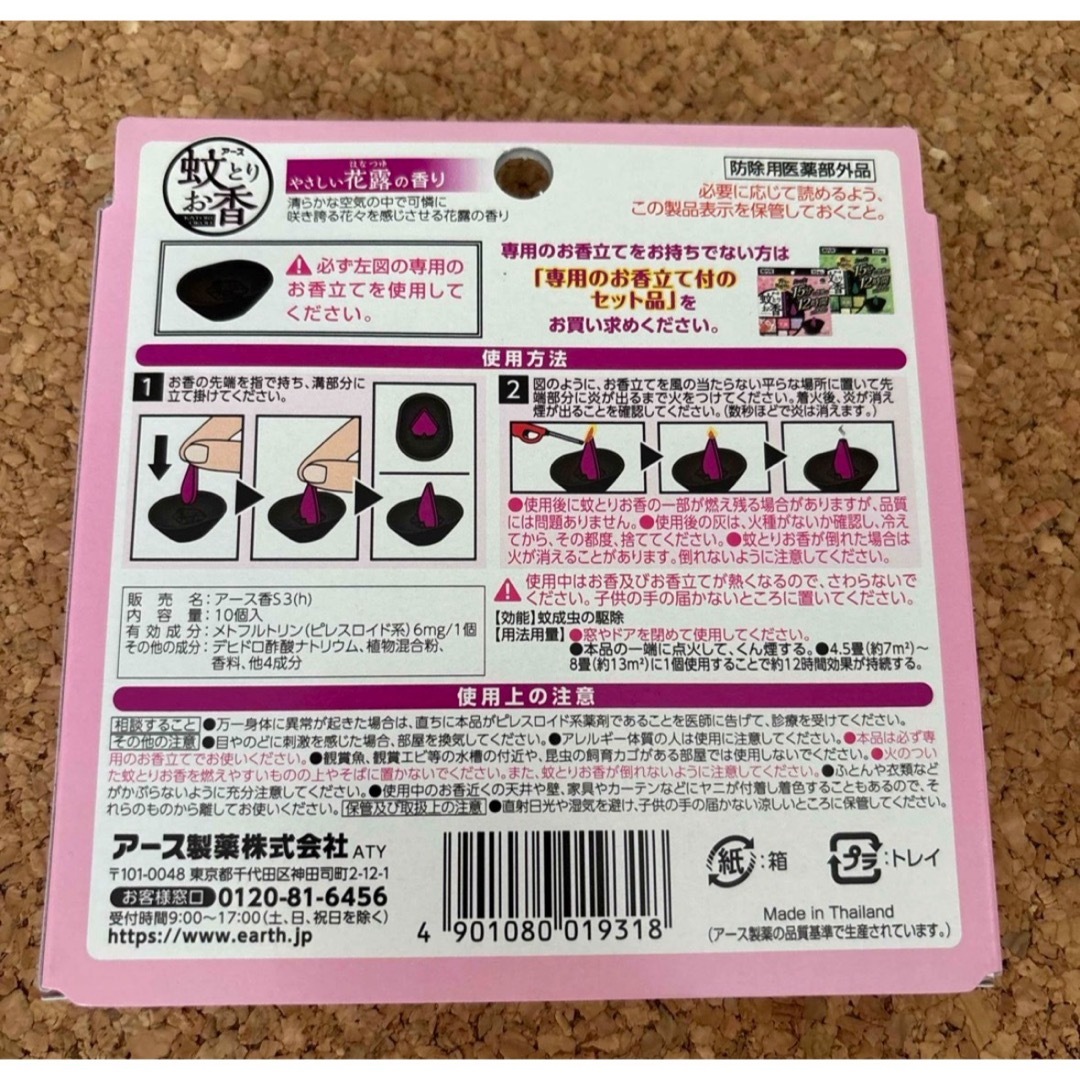 アース
蚊とり
お香
はなつゆ
やさしい花露の香り
清らかな空気の中で可憐に
咲き誇る花々を感じさせる花露の香り
防除用医薬部外品
必要に応じて読めるよう、
この製品表示を保管しておくこと。
必ず左図の専用の
お香立てを使用して
ください。
専用のお香立てをお持ちでない方は
「専用のお香立て付の
セット品」を
お買い求めください。
使用方法
1 お香の先端を指で持ち、溝部分に
立て掛けてください。
2 図のように、お香立てを風の当たらない平らな場所に置いて先
端部分に炎が出るまで火をつけてください。着火後、炎が消え
煙が出ることを確認してください。(数秒ほどで炎は消えます。)
●使用後に蚊とりお香の一部が燃え残る場合がありますが、品質
には問題ありません。●使用後の灰は、火種がないか確認し、冷え
てから、その都度、捨ててください。●蚊とりお香が倒れた場合は
火が消えることがあります。倒れないように注意してください。
使用中はお香及びお香立てが熱くなるので、さわらないで
ください。子供の手の届かないところに置いてください。
販売名:アース香S3(h)
内容量:10個入
有効成分:メトフルトリン(ピレスロイド系)6mg/1個
その他の成分:デヒドロ酢酸ナトリウム、植物混合粉、
香料、他4成分
【効能】蚊成虫の駆除
【用法用量】●窓やドアを閉めて使用してください。
●本品の一端に点火して、くん煙する。●4.5畳(約7m²)~
8畳(約13m²)に1個使用することで約12時間効果が持続する。
使用上の注意
相談すること ●万一身体に異常が起きた場合は、直ちに本品がピレスロイド系薬剤であることを医師に告げて、診療を受けてください。
その他の注意 ●目やのどに刺激を感じた場合、部屋を換気してください。●アレルギー体質の人は使用に注意してください。●本品は必ず専
用のお香立てでお使いください。●観賞魚、観賞エビ等の水槽の付近や、昆虫の飼育カゴがある部屋では使用しないでください。●火のつい
た蚊とりお香を燃えやすいものの上やそばに置かないでください。また、蚊とりお香が倒れないように注意してください。●ふとんや衣類など
がかぶらないように充分注意してください。●使用中のお香近くの天井や壁、家具やカーテンなどにヤニが付着し着色することもあるので、そ
れらのものから離してお使いください。 保管及び取扱上の注意 ●直射日光や湿気を避け、子供の手の届かない涼しいところに保管してください。
アース製薬株式会社 ATY
〒101-0048 東京都千代田区神田司町2-12-1
お客様窓口 0120-81-6456
受付時間9:00~17:00(土、日、祝日を除く)
https://www.earth.jp
4 901080 019318
紙:箱
プラ:トレイ
Made in Thailand
(アース製薬の品質基準で生産されています。)